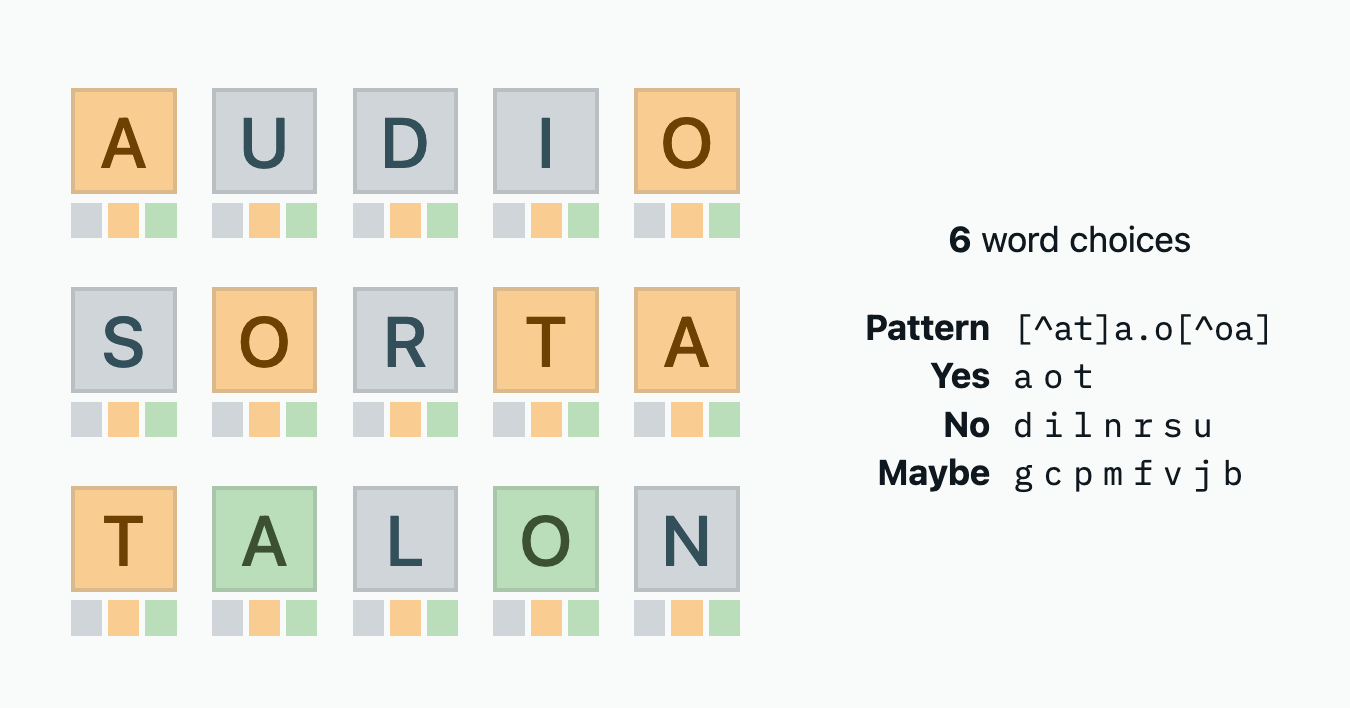 A U D I O
S O R T A
T A L O N
6 word choices
Pattern [^at]a.o[^oa]
Yes a o t
No d i l n r s u
Maybe g c p m f v j b